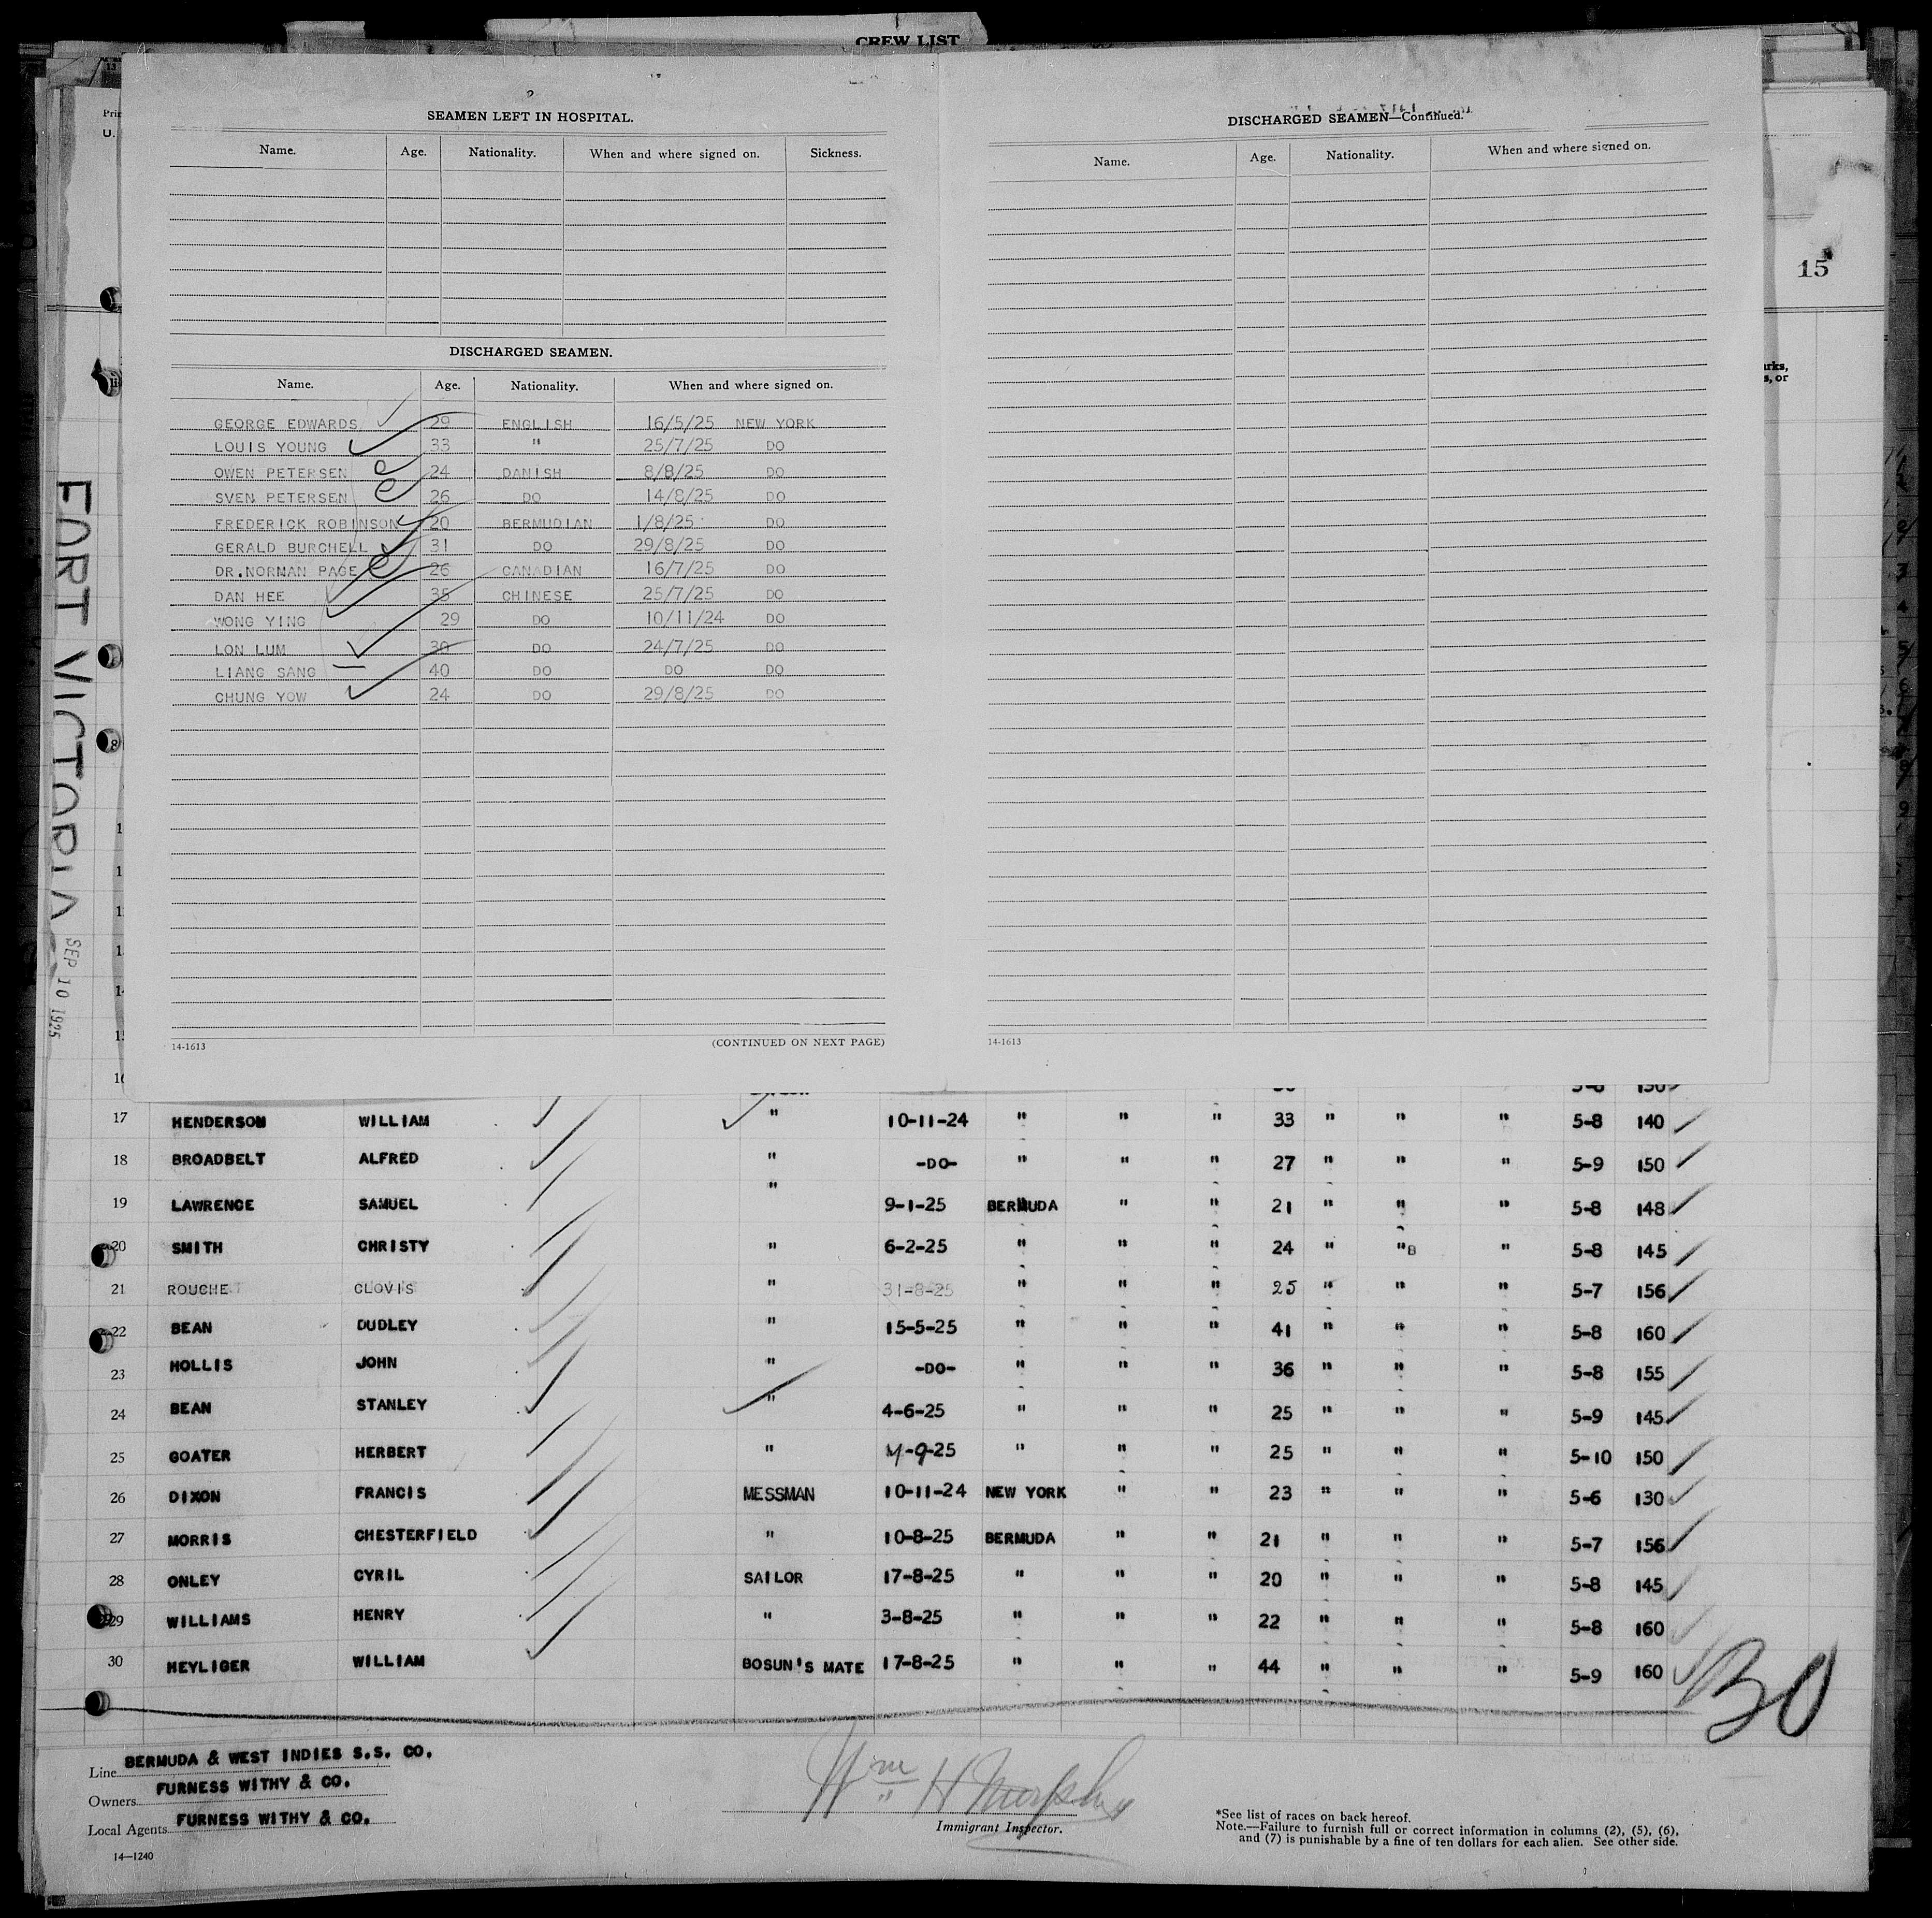 CREW LIST
SEAMEN LEFT IN HOSPITAL.
Name. Age. Nationality. When and where signed on. Sickness.
DISCHARGED SEAMEN.
Name. Age. Nationality. When and where signed on.
GEORGE EDWARDS 29 ENGLISH 16/5/25 NEW YORK
LOUIS YOUNG 33 " 25/7/25 DO
OWEN PETERSEN 24 DANISH 8/8/25 DO
SVEN PETERSEN 26 DO 14/8/25 DO
FREDERICK ROBINSON 20 BERMUDIAN 1/8/25 DO
GERALD BURCHELL 31 DO 29/8/25 DO
DR.NORMAN PAGE 26 CANADIAN 16/7/25 DO
DAN HEE 35 CHINESE 25/7/25 DO
WONG YING 29 DO 10/11/24 DO
LON LUM 30 DO 24/7/25 DO
LIANG SANG 40 DO DO DO
CHUNG YOW 24 DO 29/8/25 DO
14-1613 (CONTINUED ON NEXT PAGE)
DISCHARGED SEAMEN—Continued.
Name. Age. Nationality. When and where signed on.
14-1613
15
FORT VICTORIA
SEP 10 1925
17 HENDERSON WILLIAM " 10-11-24 " " " 33 " " " 5-8 140
18 BROADBELT ALFRED " -DO- " " " 27 " " " 5-9 150
19 LAWRENCE SAMUEL " 9-1-25 BERMUDA " " 21 " " " 5-8 148
20 SMITH CHRISTY " 6-2-25 " " " 24 " " " 5-8 145
21 ROUCHE CLOVIS " 31-8-25 " " " 25 " " " 5-7 156
22 BEAN DUDLEY " 15-5-25 " " " 41 " " " 5-8 160
23 HOLLIS JOHN " -DO- " " " 36 " " " 5-8 155
24 BEAN STANLEY " 4-6-25 " " " 25 " " " 5-9 145
25 GOATER HERBERT " 4-9-25 " " " 25 " " " 5-10 150
26 DIXON FRANCIS MESSMAN 10-11-24 NEW YORK " " 23 " " " 5-6 130
27 MORRIS CHESTERFIELD " 10-8-25 BERMUDA " " 21 " " " 5-7 156
28 ONLEY CYRIL SAILOR 17-8-25 " " " 20 " " " 5-8 145
29 WILLIAMS HENRY " 3-8-25 " " " 22 " " " 5-8 160
30 HEYLIGER WILLIAM BOSUN'S MATE 17-8-25 " " " 44 " " " 5-9 160
30
Line BERMUDA & WEST INDIES S.S. CO.
Owners FURNESS WITHY & CO.
Local Agents FURNESS WITHY & CO.
14—1240
Wm H Murphy
Immigrant Inspector.
*See list of races on back hereof.
Note.—Failure to furnish full or correct information in columns (2), (5), (6),
and (7) is punishable by a fine of ten dollars for each alien. See other side.